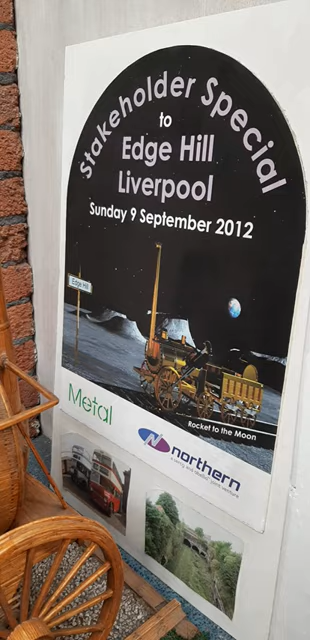 Stakeholder Special
to
Edge Hill
Liverpool
Sunday 9 September 2012
Edge Hill
Rocket to the Moon
Metal
northern